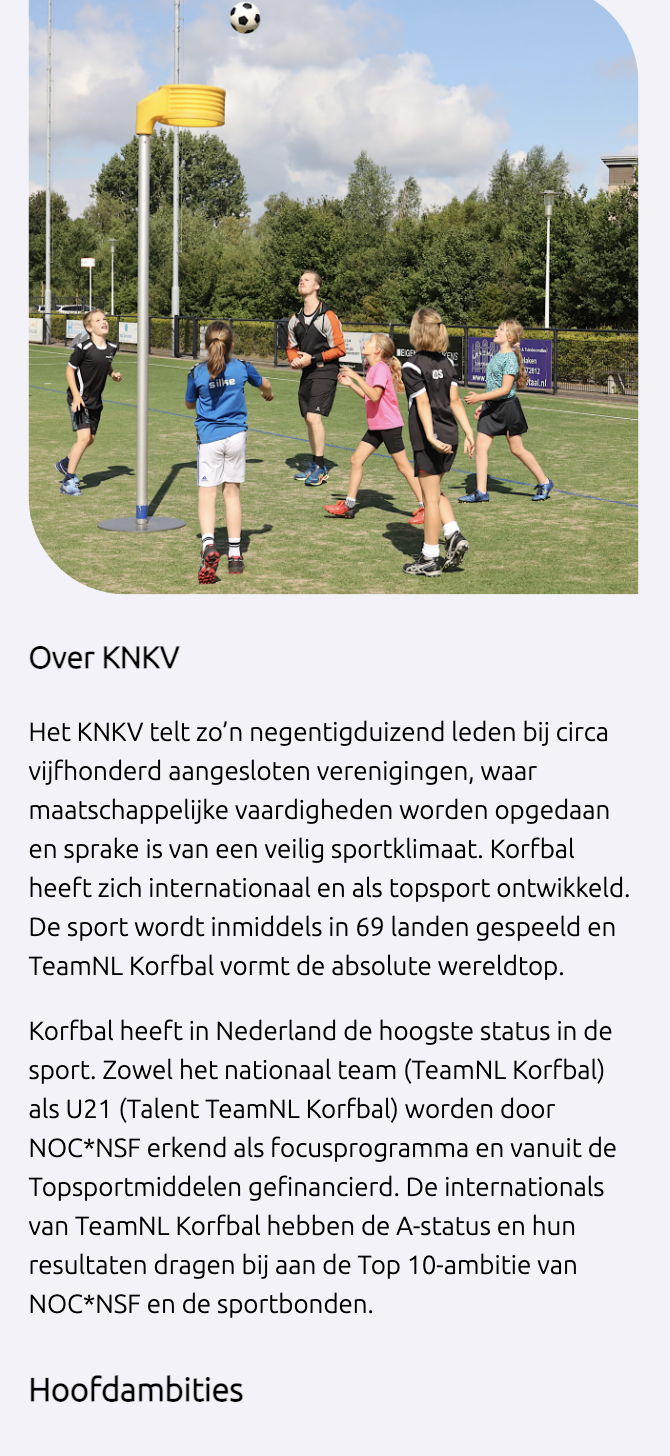 silke
GS
Over KNKV
Het KNKV telt zo’n negentigduizend leden bij circa
vijfhonderd aangesloten verenigingen, waar
maatschappelijke vaardigheden worden opgedaan
en sprake is van een veilig sportklimaat. Korfbal
heeft zich internationaal en als topsport ontwikkeld.
De sport wordt inmiddels in 69 landen gespeeld en
TeamNL Korfbal vormt de absolute wereldtop.
Korfbal heeft in Nederland de hoogste status in de
sport. Zowel het nationaal team (TeamNL Korfbal)
als U21 (Talent TeamNL Korfbal) worden door
NOC*NSF erkend als focusprogramma en vanuit de
Topsportmiddelen gefinancierd. De internationals
van TeamNL Korfbal hebben de A-status en hun
resultaten dragen bij aan de Top 10-ambitie van
NOC*NSF en de sportbonden.
Hoofdambities